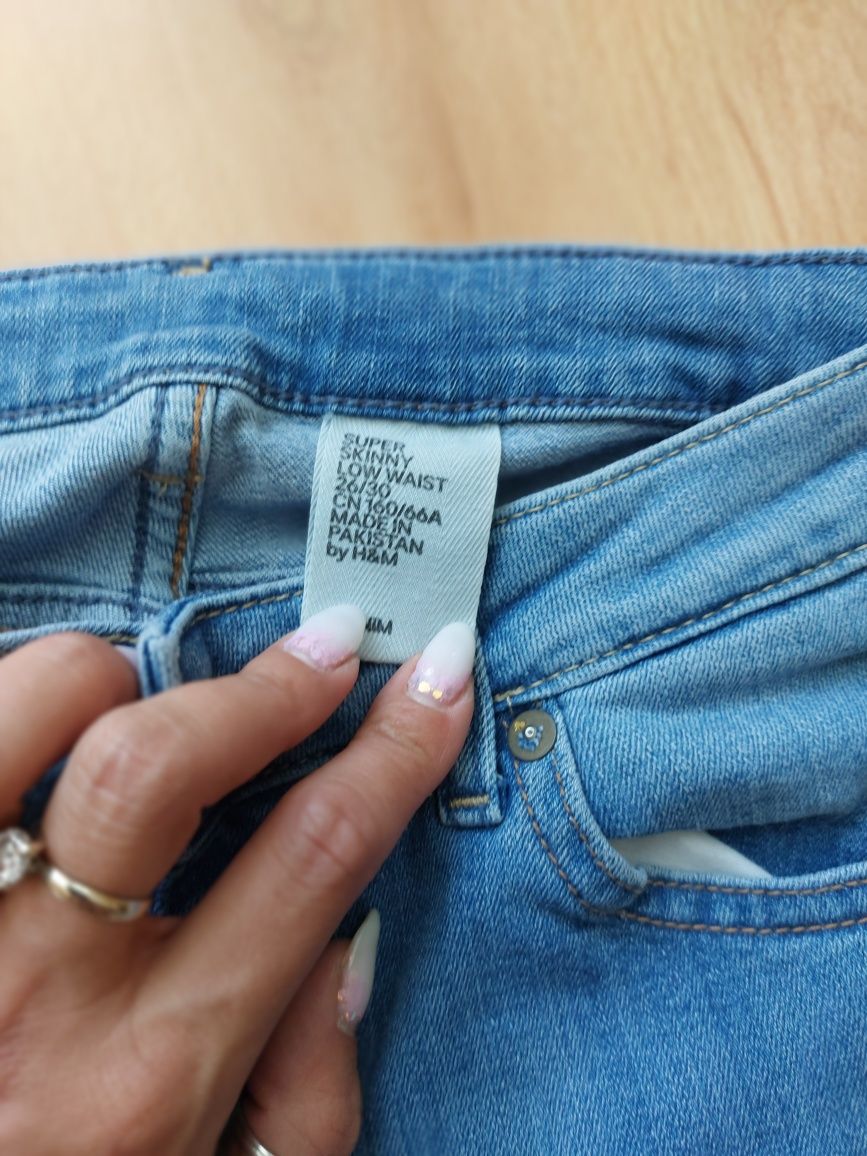 SUPER
SKINNY
LOW WAIST
26/30
CN 160/66A
MADE IN
PAKISTAN
by H&M